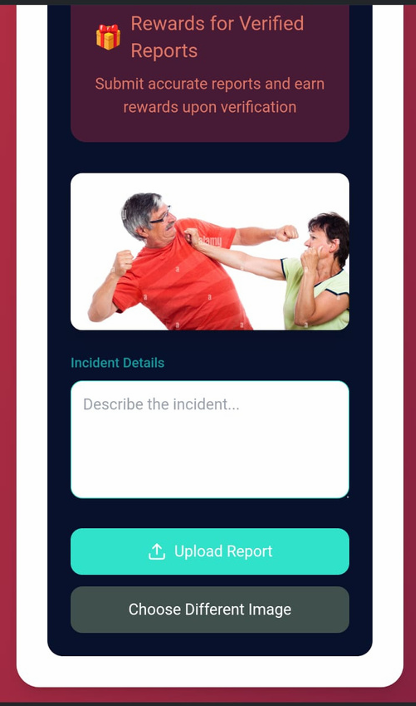 Rewards for Verified
Reports
Submit accurate reports and earn
rewards upon verification
alamy
a
a
a
a
a
Incident Details
Describe the incident...
Upload Report
Choose Different Image